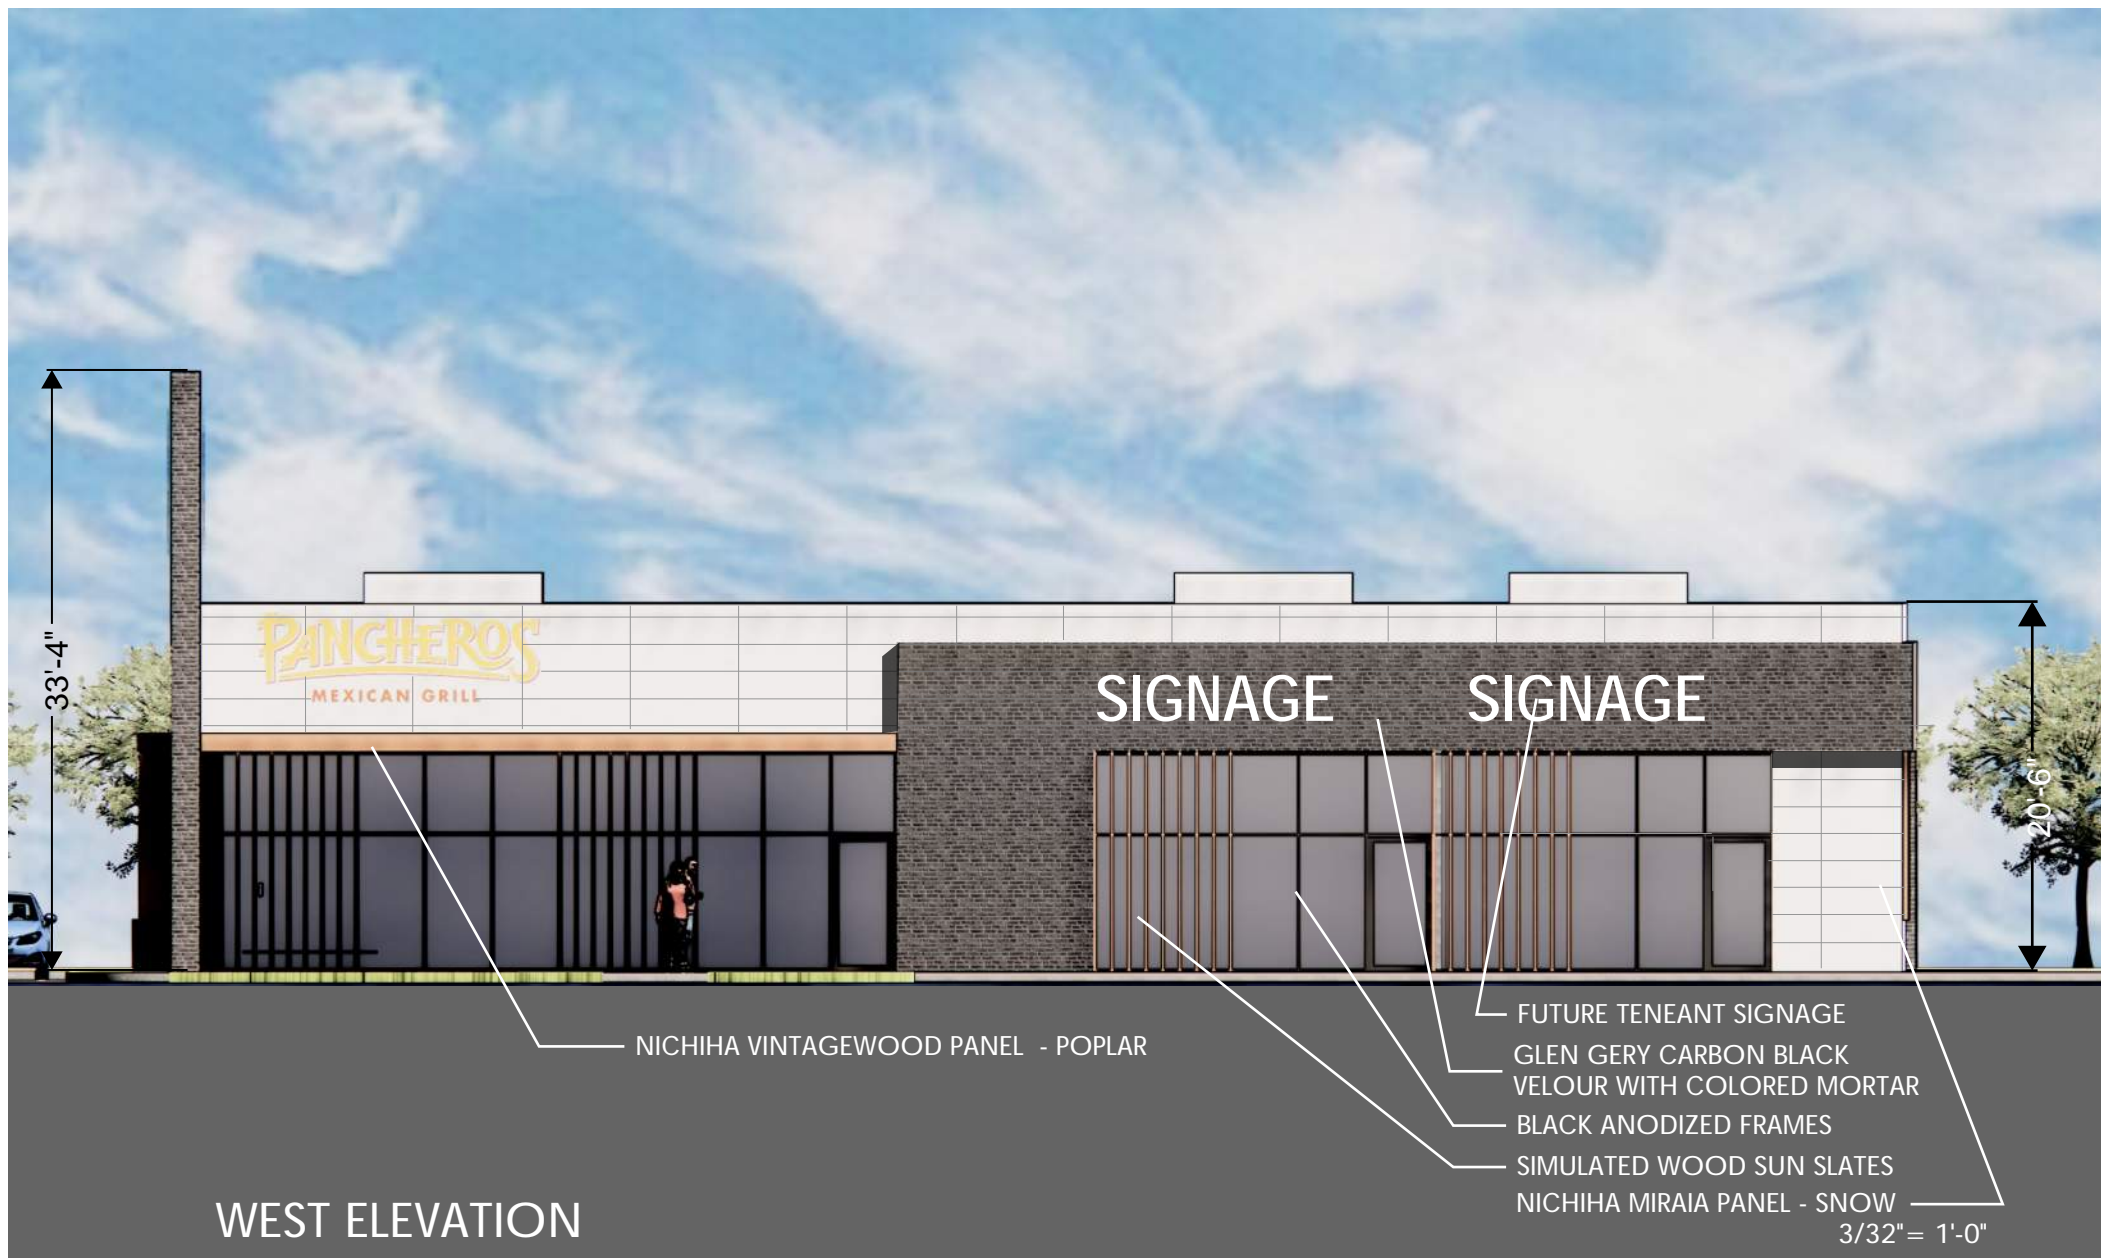 33'-4"
PANCHEROS
MEXICAN GRILL
SIGNAGE SIGNAGE
20'-6"
NICHIHA VINTAGEWOOD PANEL - POPLAR
FUTURE TENEANT SIGNAGE
GLEN GERY CARBON BLACK
VELOUR WITH COLORED MORTAR
BLACK ANODIZED FRAMES
SIMULATED WOOD SUN SLATES
NICHIHA MIRAIA PANEL - SNOW
3/32"= 1'-0"
WEST ELEVATION